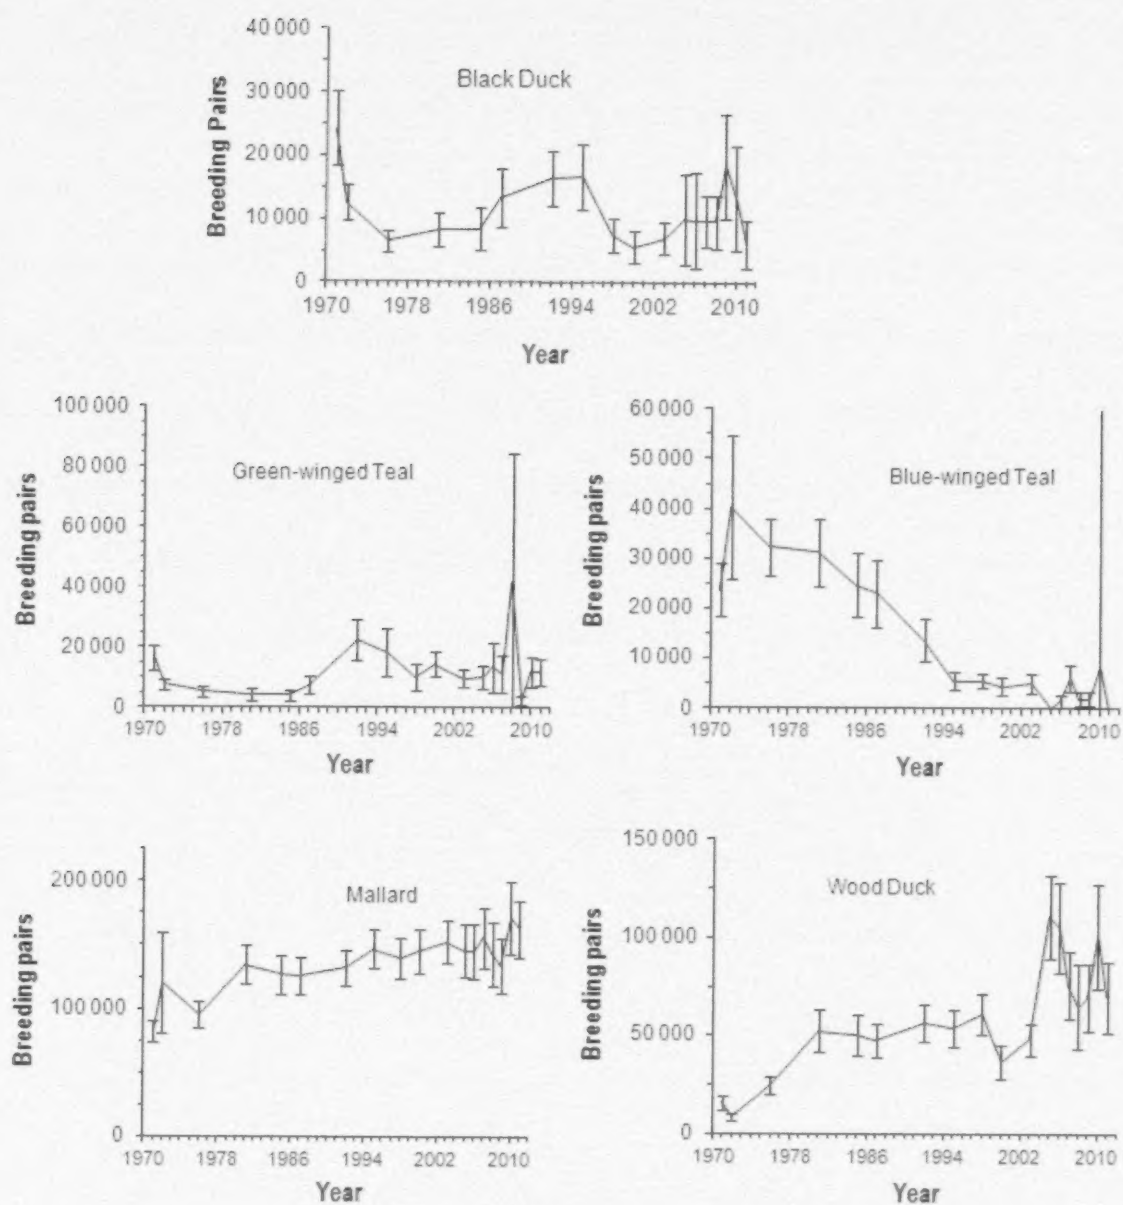 40 000
30 000
20 000
10 000
0
Breeding Pairs
Black Duck
1970 1978 1986 1994 2002 2010
Year
100 000
80 000
60 000
40 000
20 000
0
Breeding pairs
Green-winged Teal
1970 1978 1986 1994 2002 2010
Year
60 000
50 000
40 000
30 000
20 000
10 000
0
Breeding pairs
Blue-winged Teal
1970 1978 1986 1994 2002 2010
Year
200 000
100 000
0
Breeding pairs
Mallard
1970 1978 1986 1994 2002 2010
Year
150 000
100 000
50 000
0
Breeding pairs
Wood Duck
1970 1978 1986 1994 2002 2010
Year